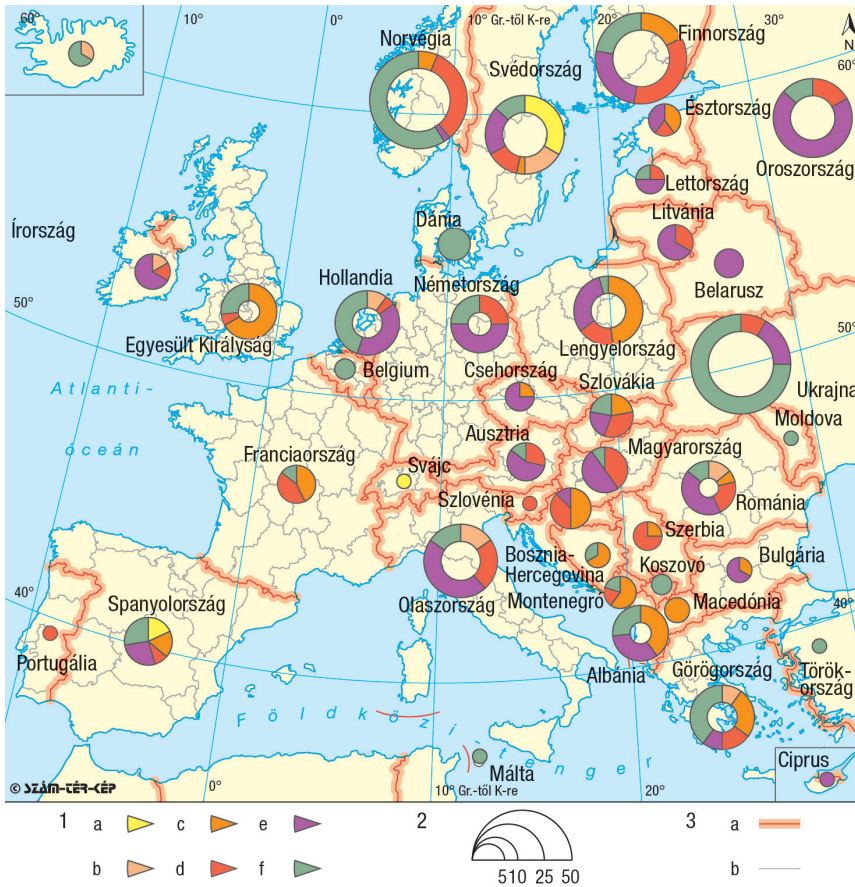 10°
0°
10° Gr.-től K-re
20°
30°
N
60°
Norvégia
Svédország
Finnország
Észtország
Oroszország
Lettország
Litvánia
Írország
Dánia
Belarusz
Hollandia
Németország
50°
50°
Egyesült Királyság
Lengyelország
Belgium
Csehország
Szlovákia
Ukrajna
Atlanti-
óceán
Moldova
Ausztria
Magyarország
Franciaország
Svájc
Románia
Szlovénia
Szerbia
Bosznia-
Hercegovina
Koszovó
Bulgária
40°
40°
Spanyolország
Olaszország
Montenegró
Macedónia
Portugália
Albánia
Görögország
Török-
ország
Földközi tenger
Málta
Ciprus
© SZÁM-TÉR-KÉP
0°
10° Gr.-től K-re
20°
1 a c e 2 3 a
b d f b
5 10 25 50